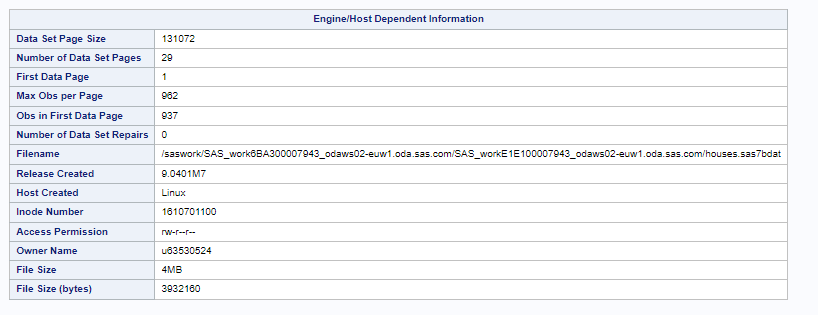 Engine/Host Dependent Information
Data Set Page Size 131072
Number of Data Set Pages 29
First Data Page 1
Max Obs per Page 962
Obs in First Data Page 937
Number of Data Set Repairs 0
Filename /saswork/SAS_work6BA300007943_odaws02-euw1.oda.sas.com/SAS_workE1E100007943_odaws02-euw1.oda.sas.com/houses.sas7bdat
Release Created 9.0401M7
Host Created Linux
Inode Number 1610701100
Access Permission rw-r--r--
Owner Name u63530524
File Size 4MB
File Size (bytes) 3932160